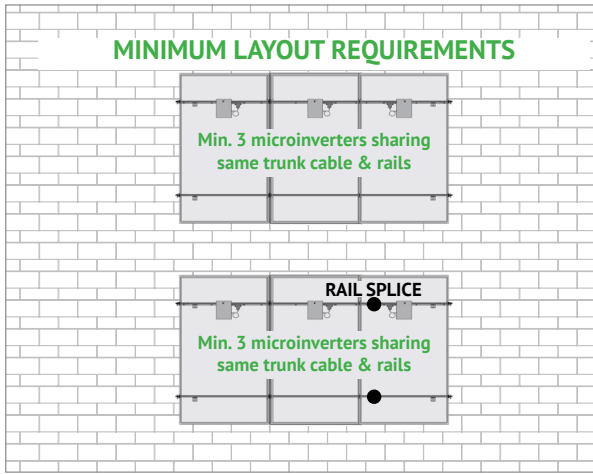 MINIMUM LAYOUT REQUIREMENTS
Min. 3 microinverters sharing
same trunk cable & rails
RAIL SPLICE
Min. 3 microinverters sharing
same trunk cable & rails